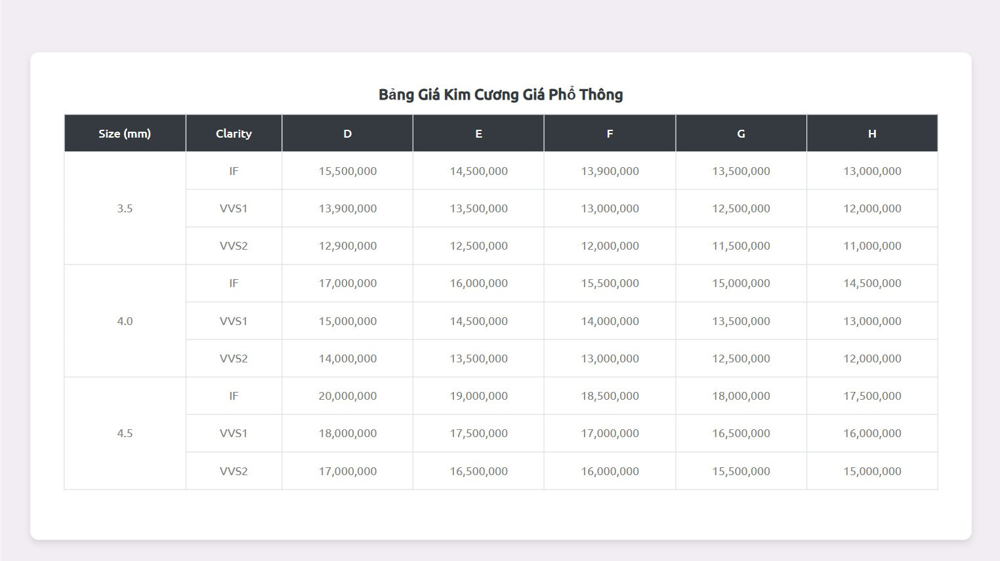 Bảng Giá Kim Cương Giá Phổ Thông
Size (mm) Clarity D E F G H
IF 15,500,000 14,500,000 13,900,000 13,500,000 13,000,000
3.5 VVS1 13,900,000 13,500,000 13,000,000 12,500,000 12,000,000
VVS2 12,900,000 12,500,000 12,000,000 11,500,000 11,000,000
IF 17,000,000 16,000,000 15,500,000 15,000,000 14,500,000
4.0 VVS1 15,000,000 14,500,000 14,000,000 13,500,000 13,000,000
VVS2 14,000,000 13,500,000 13,000,000 12,500,000 12,000,000
IF 20,000,000 19,000,000 18,500,000 18,000,000 17,500,000
4.5 VVS1 18,000,000 17,500,000 17,000,000 16,500,000 16,000,000
VVS2 17,000,000 16,500,000 16,000,000 15,500,000 15,000,000